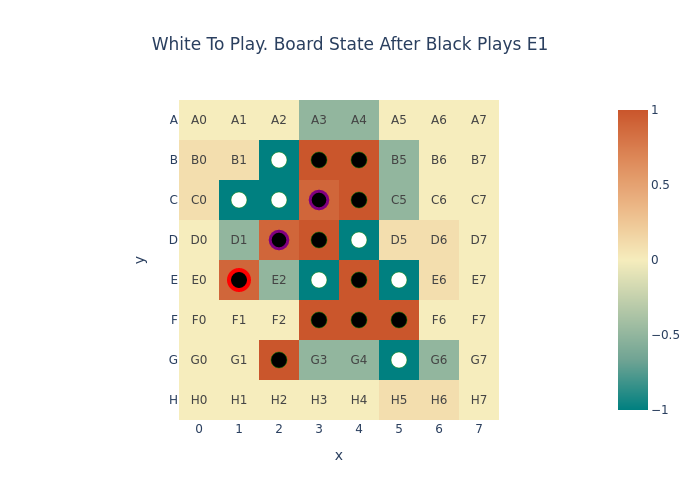 White To Play. Board State After Black Plays E1
A A0 A1 A2 A3 A4 A5 A6 A7
B B0 B1 B5 B6 B7
C C0 C5 C6 C7
D D0 D1 D5 D6 D7
E E0 E2 E6 E7
F F0 F1 F2 F6 F7
G G0 G1 G3 G4 G6 G7
H H0 H1 H2 H3 H4 H5 H6 H7
0 1 2 3 4 5 6 7
x
y
1
0.5
0
−0.5
−1